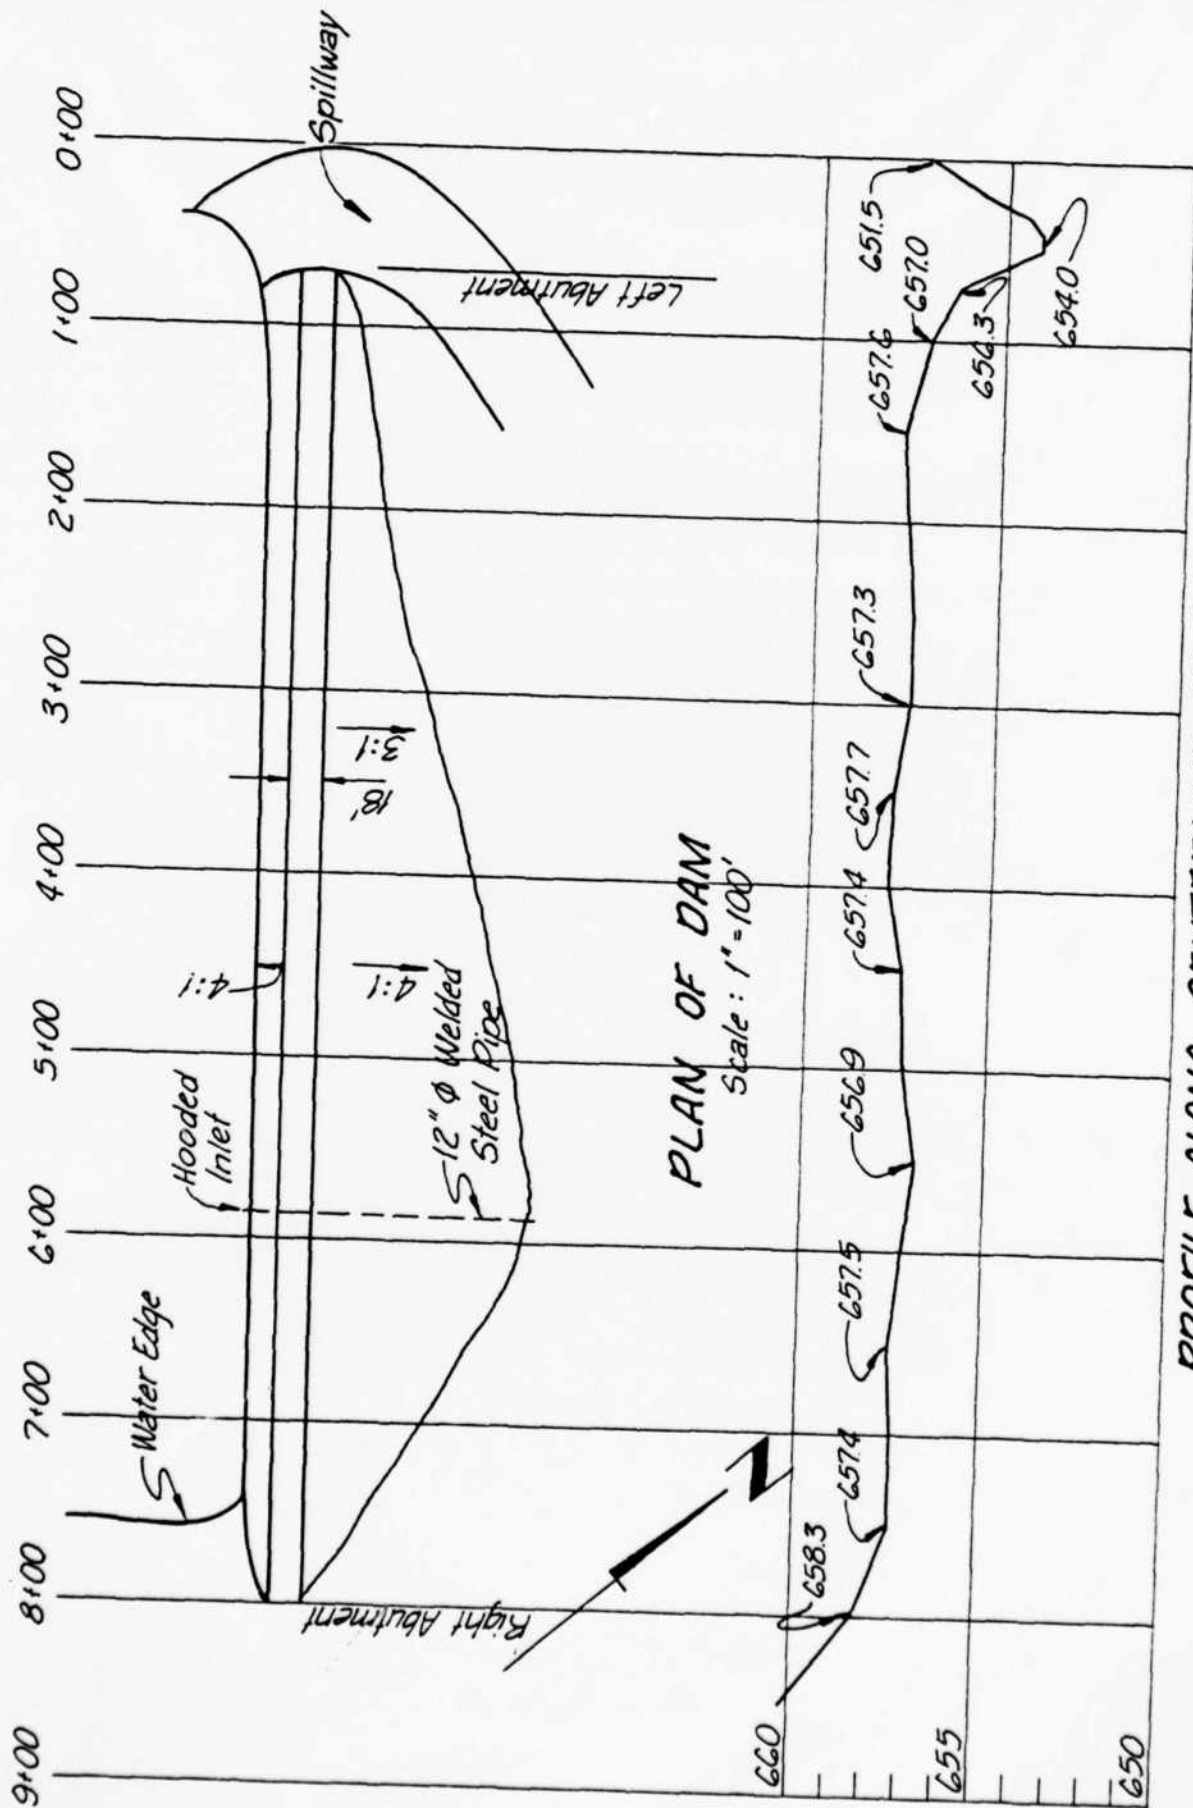 9+00
8+00
7+00
6+00
5+00
4+00
3+00
2+00
1+00
0+00
Water Edge
Hooded
Inlet
4:1
4:1
18'
3:1
Spillway
Right Abutment
12" φ Welded
Steel Pipe
Left Abutment
PLAN OF DAM
Scale : 1" = 100'
N
660
655
650
658.3
657.4
657.5
656.9
657.4
657.7
657.3
657.6
657.0
656.3
651.5
654.0